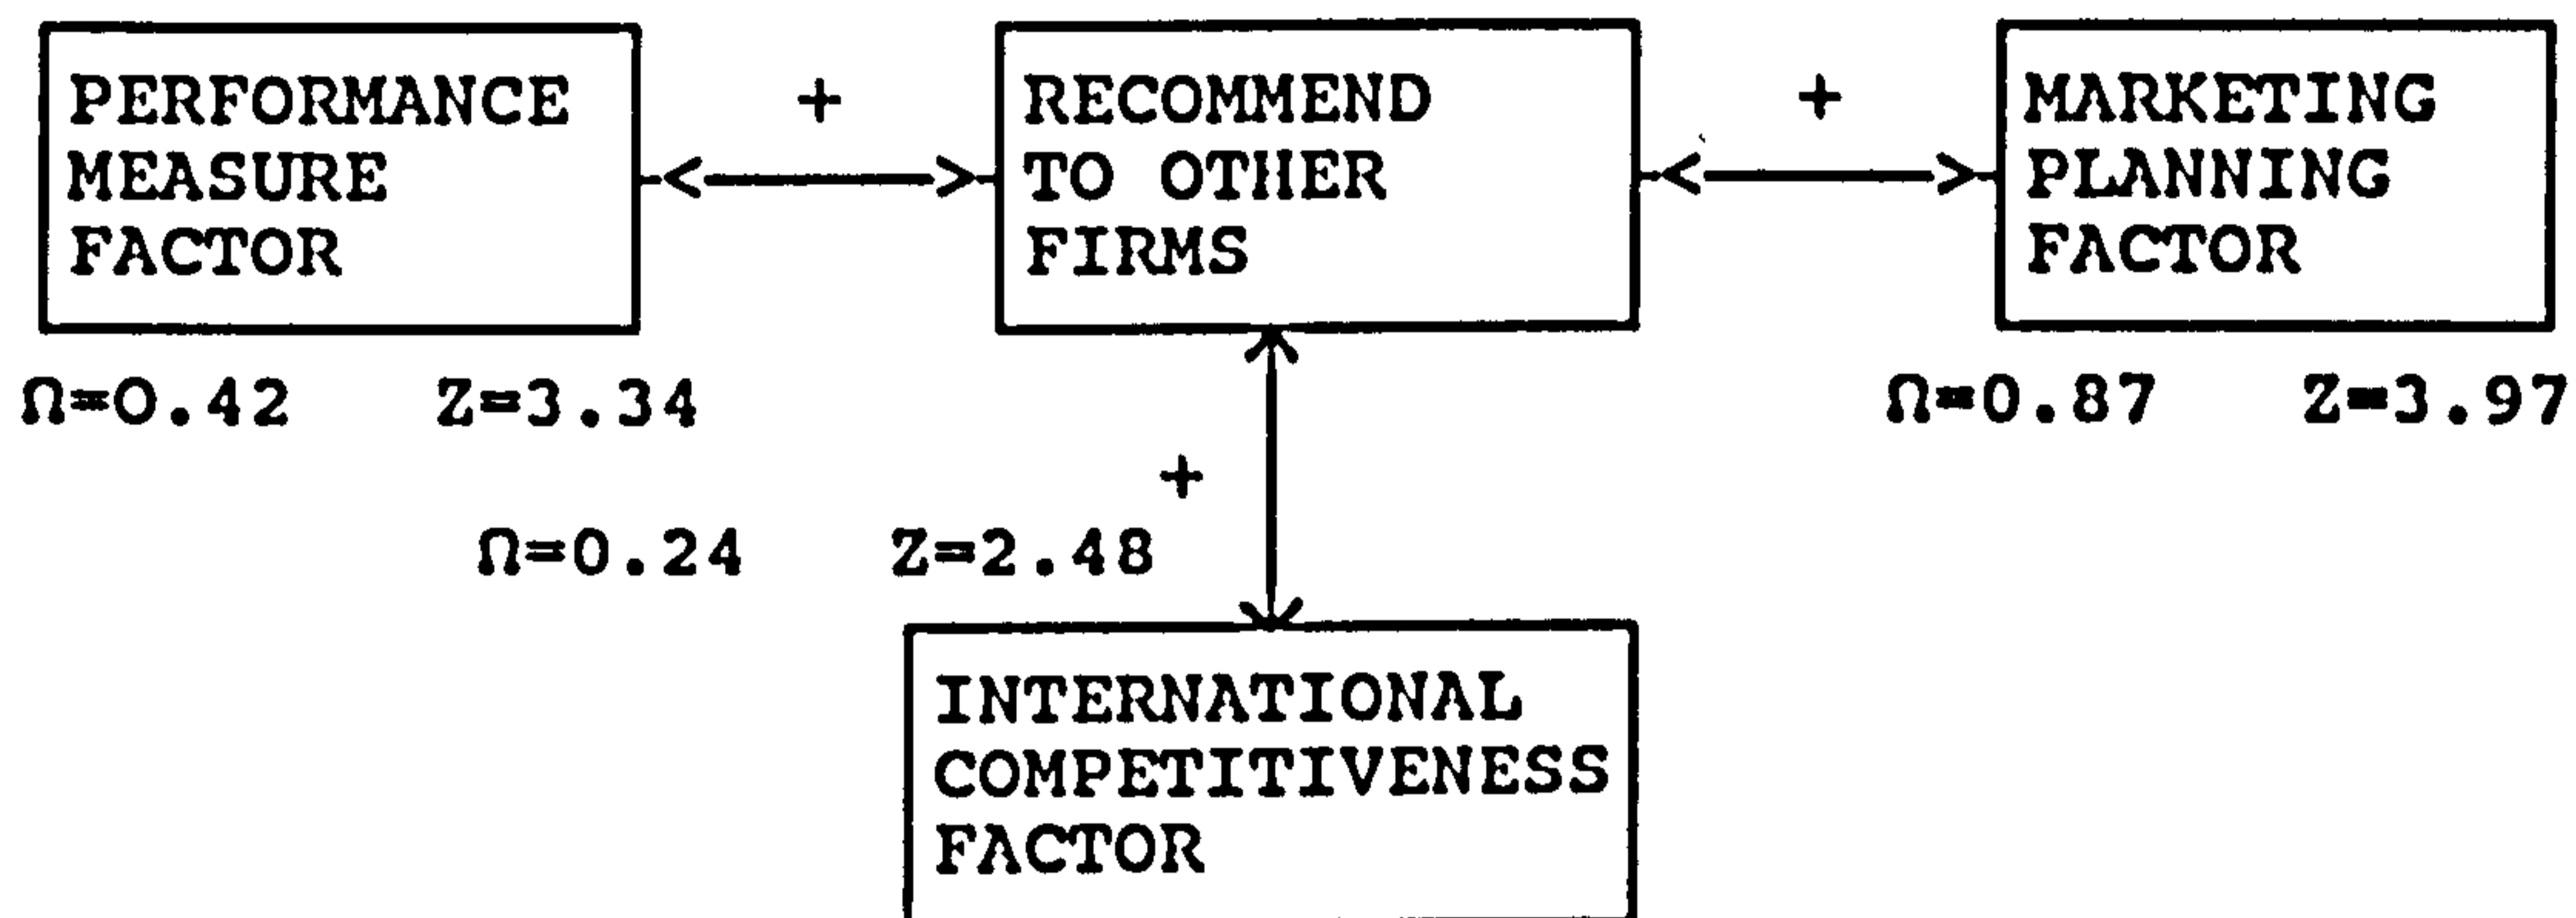 PERFORMANCE
MEASURE
FACTOR
+
RECOMMEND
TO OTHER
FIRMS
+
MARKETING
PLANNING
FACTOR
Ω=0.42 Z=3.34
Ω=0.87 Z=3.97
+
Ω=0.24 Z=2.48
INTERNATIONAL
COMPETITIVENESS
FACTOR